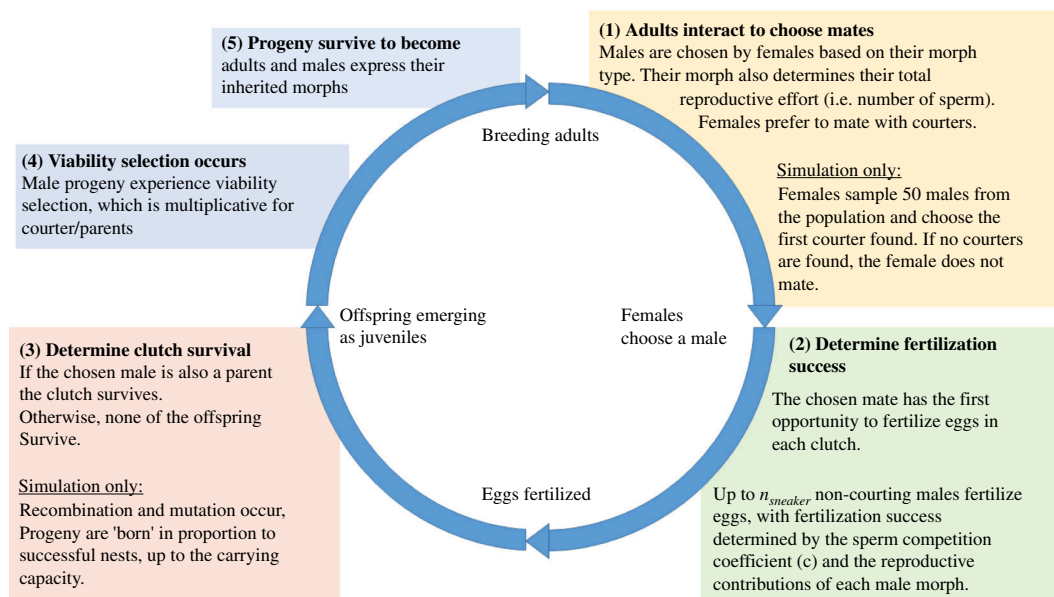 (1) Adults interact to choose mates
Males are chosen by females based on their morph
type. Their morph also determines their total
reproductive effort (i.e. number of sperm).
Females prefer to mate with courters.
Simulation only:
Females sample 50 males from
the population and choose the
first courter found. If no courters
are found, the female does not
mate.
(2) Determine fertilization
success
The chosen mate has the first
opportunity to fertilize eggs in
each clutch.
Up to n_sneaker non-courting males fertilize
eggs, with fertilization success
determined by the sperm competition
coefficient (c) and the reproductive
contributions of each male morph.
(3) Determine clutch survival
If the chosen male is also a parent
the clutch survives.
Otherwise, none of the offspring
Survive.
Simulation only:
Recombination and mutation occur,
Progeny are 'born' in proportion to
successful nests, up to the carrying
capacity.
(4) Viability selection occurs
Male progeny experience viability
selection, which is multiplicative for
courter/parents
(5) Progeny survive to become
adults and males express their
inherited morphs
Breeding adults
Females
choose a male
Eggs fertilized
Offspring emerging
as juveniles